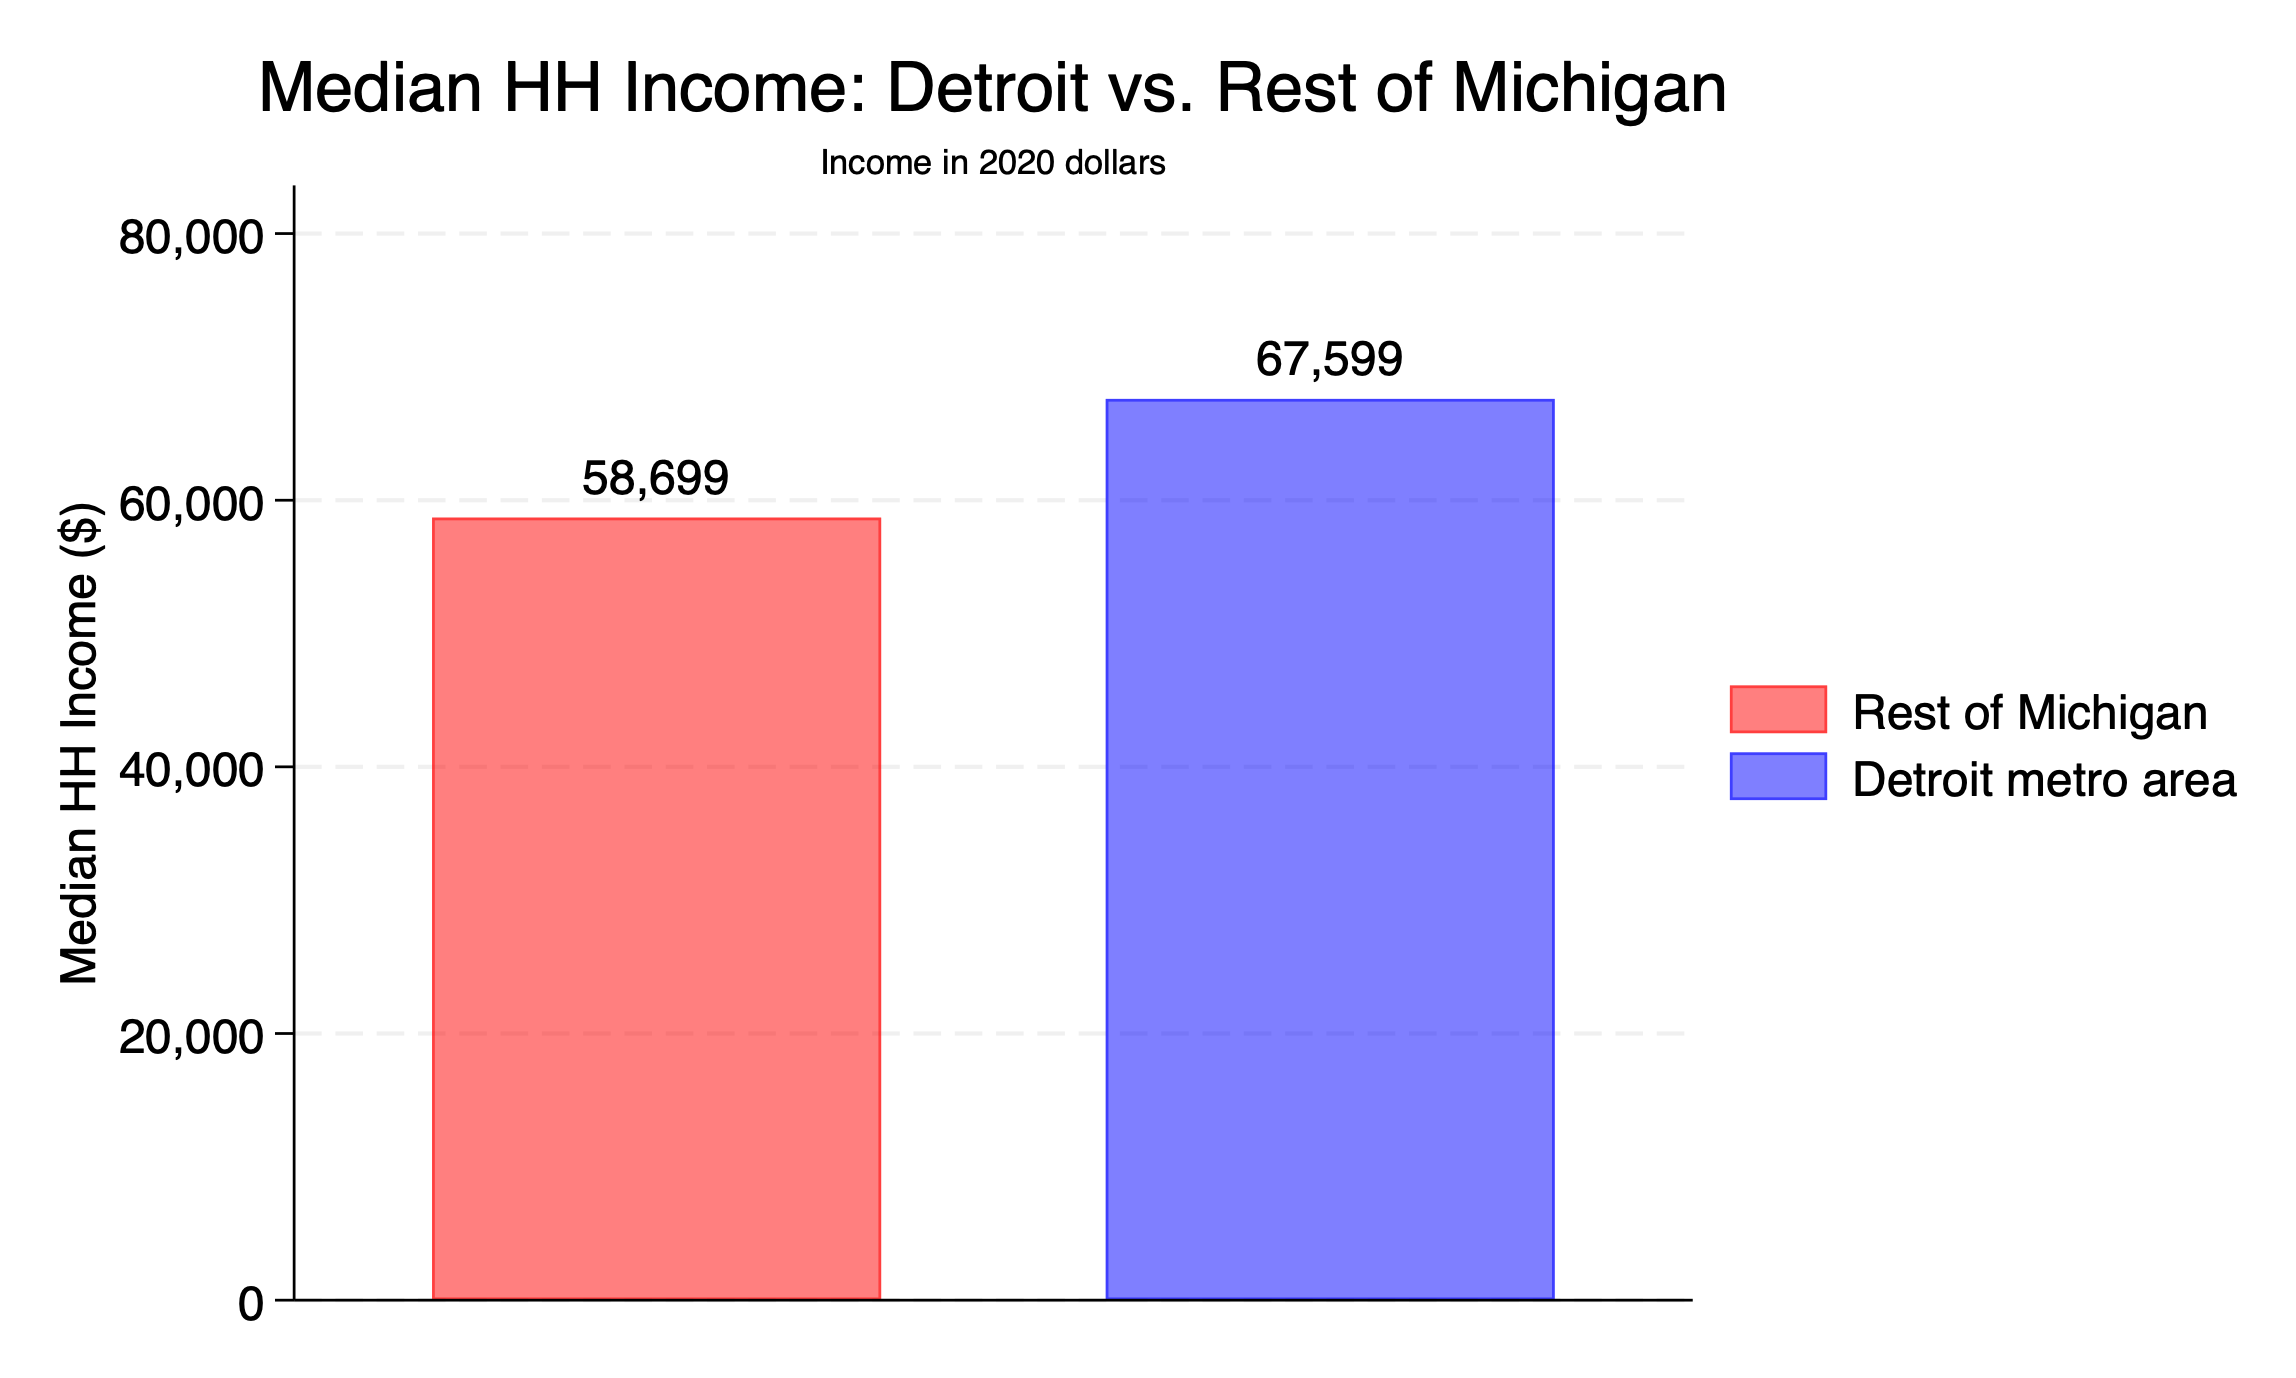 Median HH Income: Detroit vs. Rest of Michigan
Income in 2020 dollars
Median HH Income ($)
80,000
60,000
40,000
20,000
0
58,699
67,599
Rest of Michigan
Detroit metro area